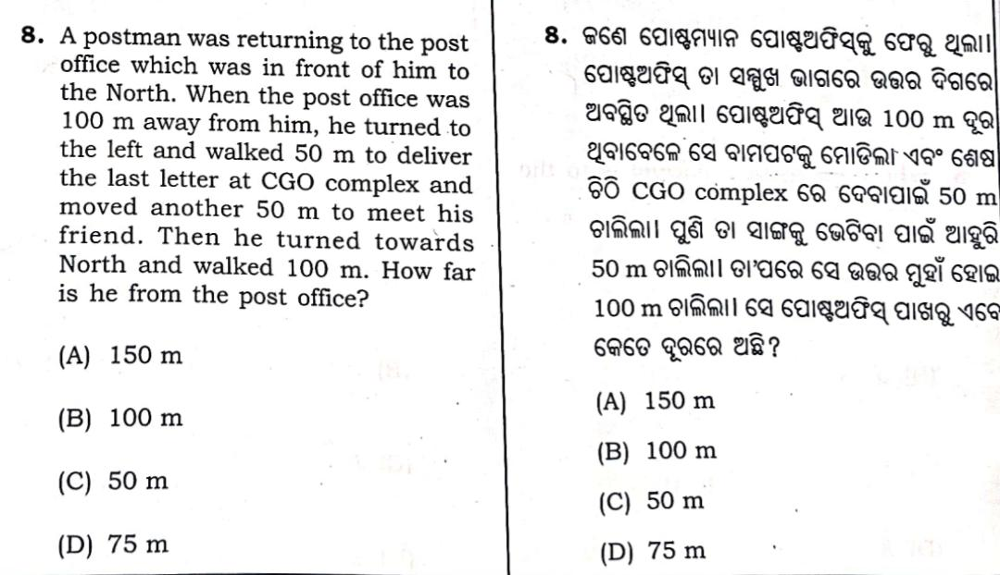 8. A postman was returning to the post
office which was in front of him to
the North. When the post office was
100 m away from him, he turned to
the left and walked 50 m to deliver
the last letter at CGO complex and
moved another 50 m to meet his
friend. Then he turned towards
North and walked 100 m. How far
is he from the post office?
(A) 150 m
(B) 100 m
(C) 50 m
(D) 75 m
8. ଜଣେ ପୋଷ୍ଟମ୍ୟାନ ପୋଷ୍ଟଅଫିସ୍‌କୁ ଫେରୁ ଥିଲା।
ପୋଷ୍ଟଅଫିସ୍ ତା ସମ୍ମୁଖ ଭାଗରେ ଉତ୍ତର ଦିଗରେ
ଅବସ୍ଥିତ ଥିଲା। ପୋଷ୍ଟଅଫିସ୍ ଆଉ 100 m ଦୂର
ଥିବାବେଳେ ସେ ବାମପଟକୁ ମୋଡିଲା ଏବଂ ଶେଷ
ଚିଠି CGO complex ରେ ଦେବାପାଇଁ 50 m
ଚାଲିଲା। ପୁଣି ତା ସାଙ୍ଗକୁ ଭେଟିବା ପାଇଁ ଆହୁରି
50 m ଚାଲିଲା। ତା'ପରେ ସେ ଉତ୍ତର ମୁହାଁ ହୋଇ
100 m ଚାଲିଲା। ସେ ପୋଷ୍ଟଅଫିସ୍ ପାଖରୁ ଏବେ
କେତେ ଦୂରରେ ଅଛି?
(A) 150 m
(B) 100 m
(C) 50 m
(D) 75 m